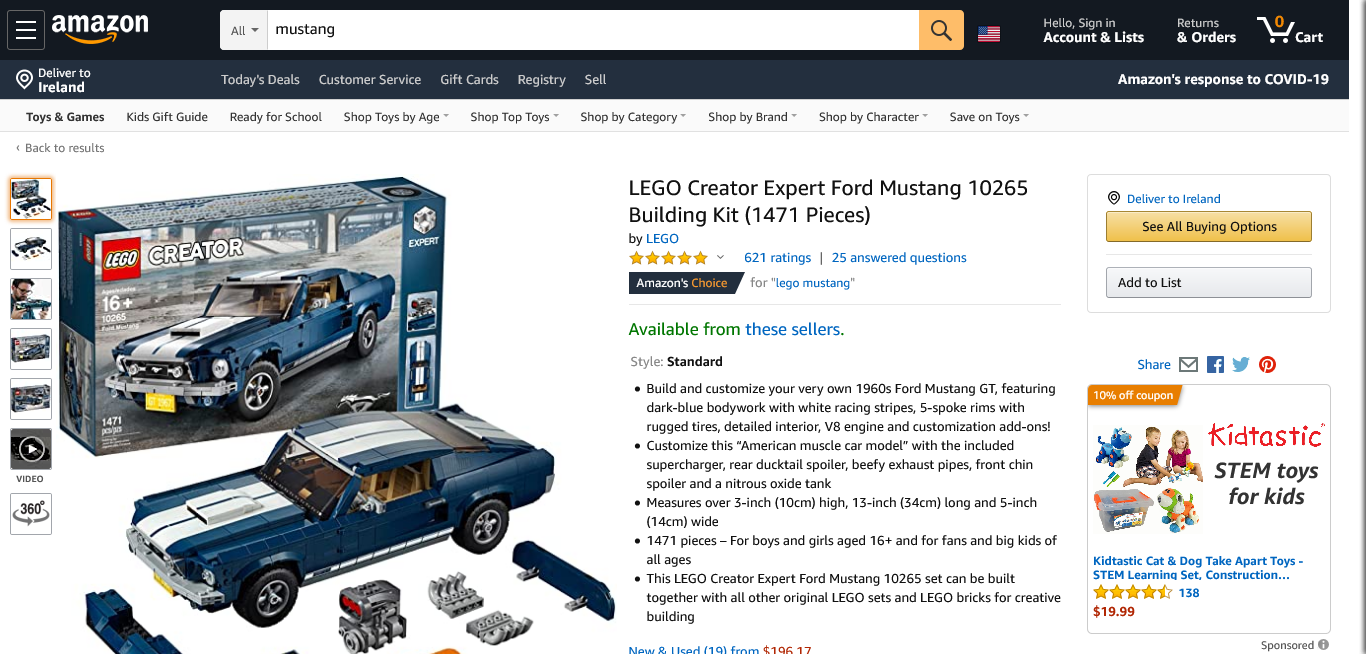 amazon
All
mustang
Hello, Sign in
Account & Lists
Returns
& Orders
0
Cart
Deliver to
Ireland
Today's Deals Customer Service Gift Cards Registry Sell
Amazon's response to COVID-19
Toys & Games Kids Gift Guide Ready for School Shop Toys by Age Shop Top Toys Shop by Category Shop by Brand Shop by Character Save on Toys
‹ Back to results
LEGO CREATOR
EXPERT
Ages/edades
16+
10265
Ford Mustang
1471
pcs/pzs
VIDEO
360°
LEGO Creator Expert Ford Mustang 10265
Building Kit (1471 Pieces)
by LEGO
621 ratings | 25 answered questions
Amazon's Choice for "lego mustang"
Available from these sellers.
Style: Standard
• Build and customize your very own 1960s Ford Mustang GT, featuring
dark-blue bodywork with white racing stripes, 5-spoke rims with
rugged tires, detailed interior, V8 engine and customization add-ons!
• Customize this “American muscle car model” with the included
supercharger, rear ducktail spoiler, beefy exhaust pipes, front chin
spoiler and a nitrous oxide tank
• Measures over 3-inch (10cm) high, 13-inch (34cm) long and 5-inch
(14cm) wide
• 1471 pieces – For boys and girls aged 16+ and for fans and big kids of
all ages
• This LEGO Creator Expert Ford Mustang 10265 set can be built
together with all other original LEGO sets and LEGO bricks for creative
building
New & Used (19) from $196.17
Deliver to Ireland
See All Buying Options
Add to List
Share
10% off coupon
Kidtastic
STEM toys
for kids
Kidtastic Cat & Dog Take Apart Toys -
STEM Learning Set, Construction...
138
$19.99
Sponsored